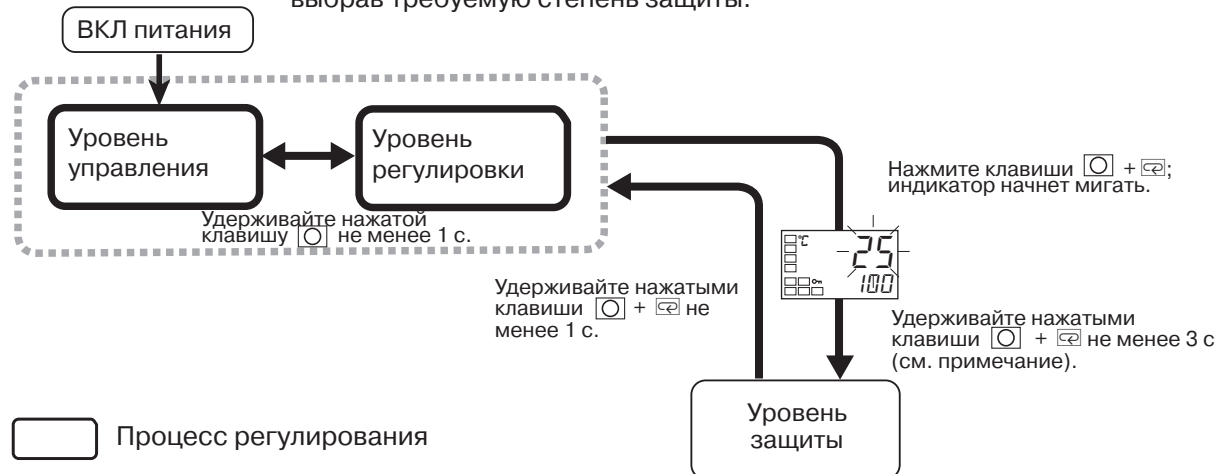 выбрав требуемую степень защиты.
ВКЛ питания
Уровень
управления
Уровень
регулировки
Удерживайте нажатой
клавишу не менее 1 с.
Нажмите клавиши + ;
индикатор начнет мигать.
°C
25
100
Удерживайте нажатыми
клавиши + не
менее 1 с.
Удерживайте нажатыми
клавиши + не менее 3 с
(см. примечание).
Уровень
защиты
Процесс регулирования